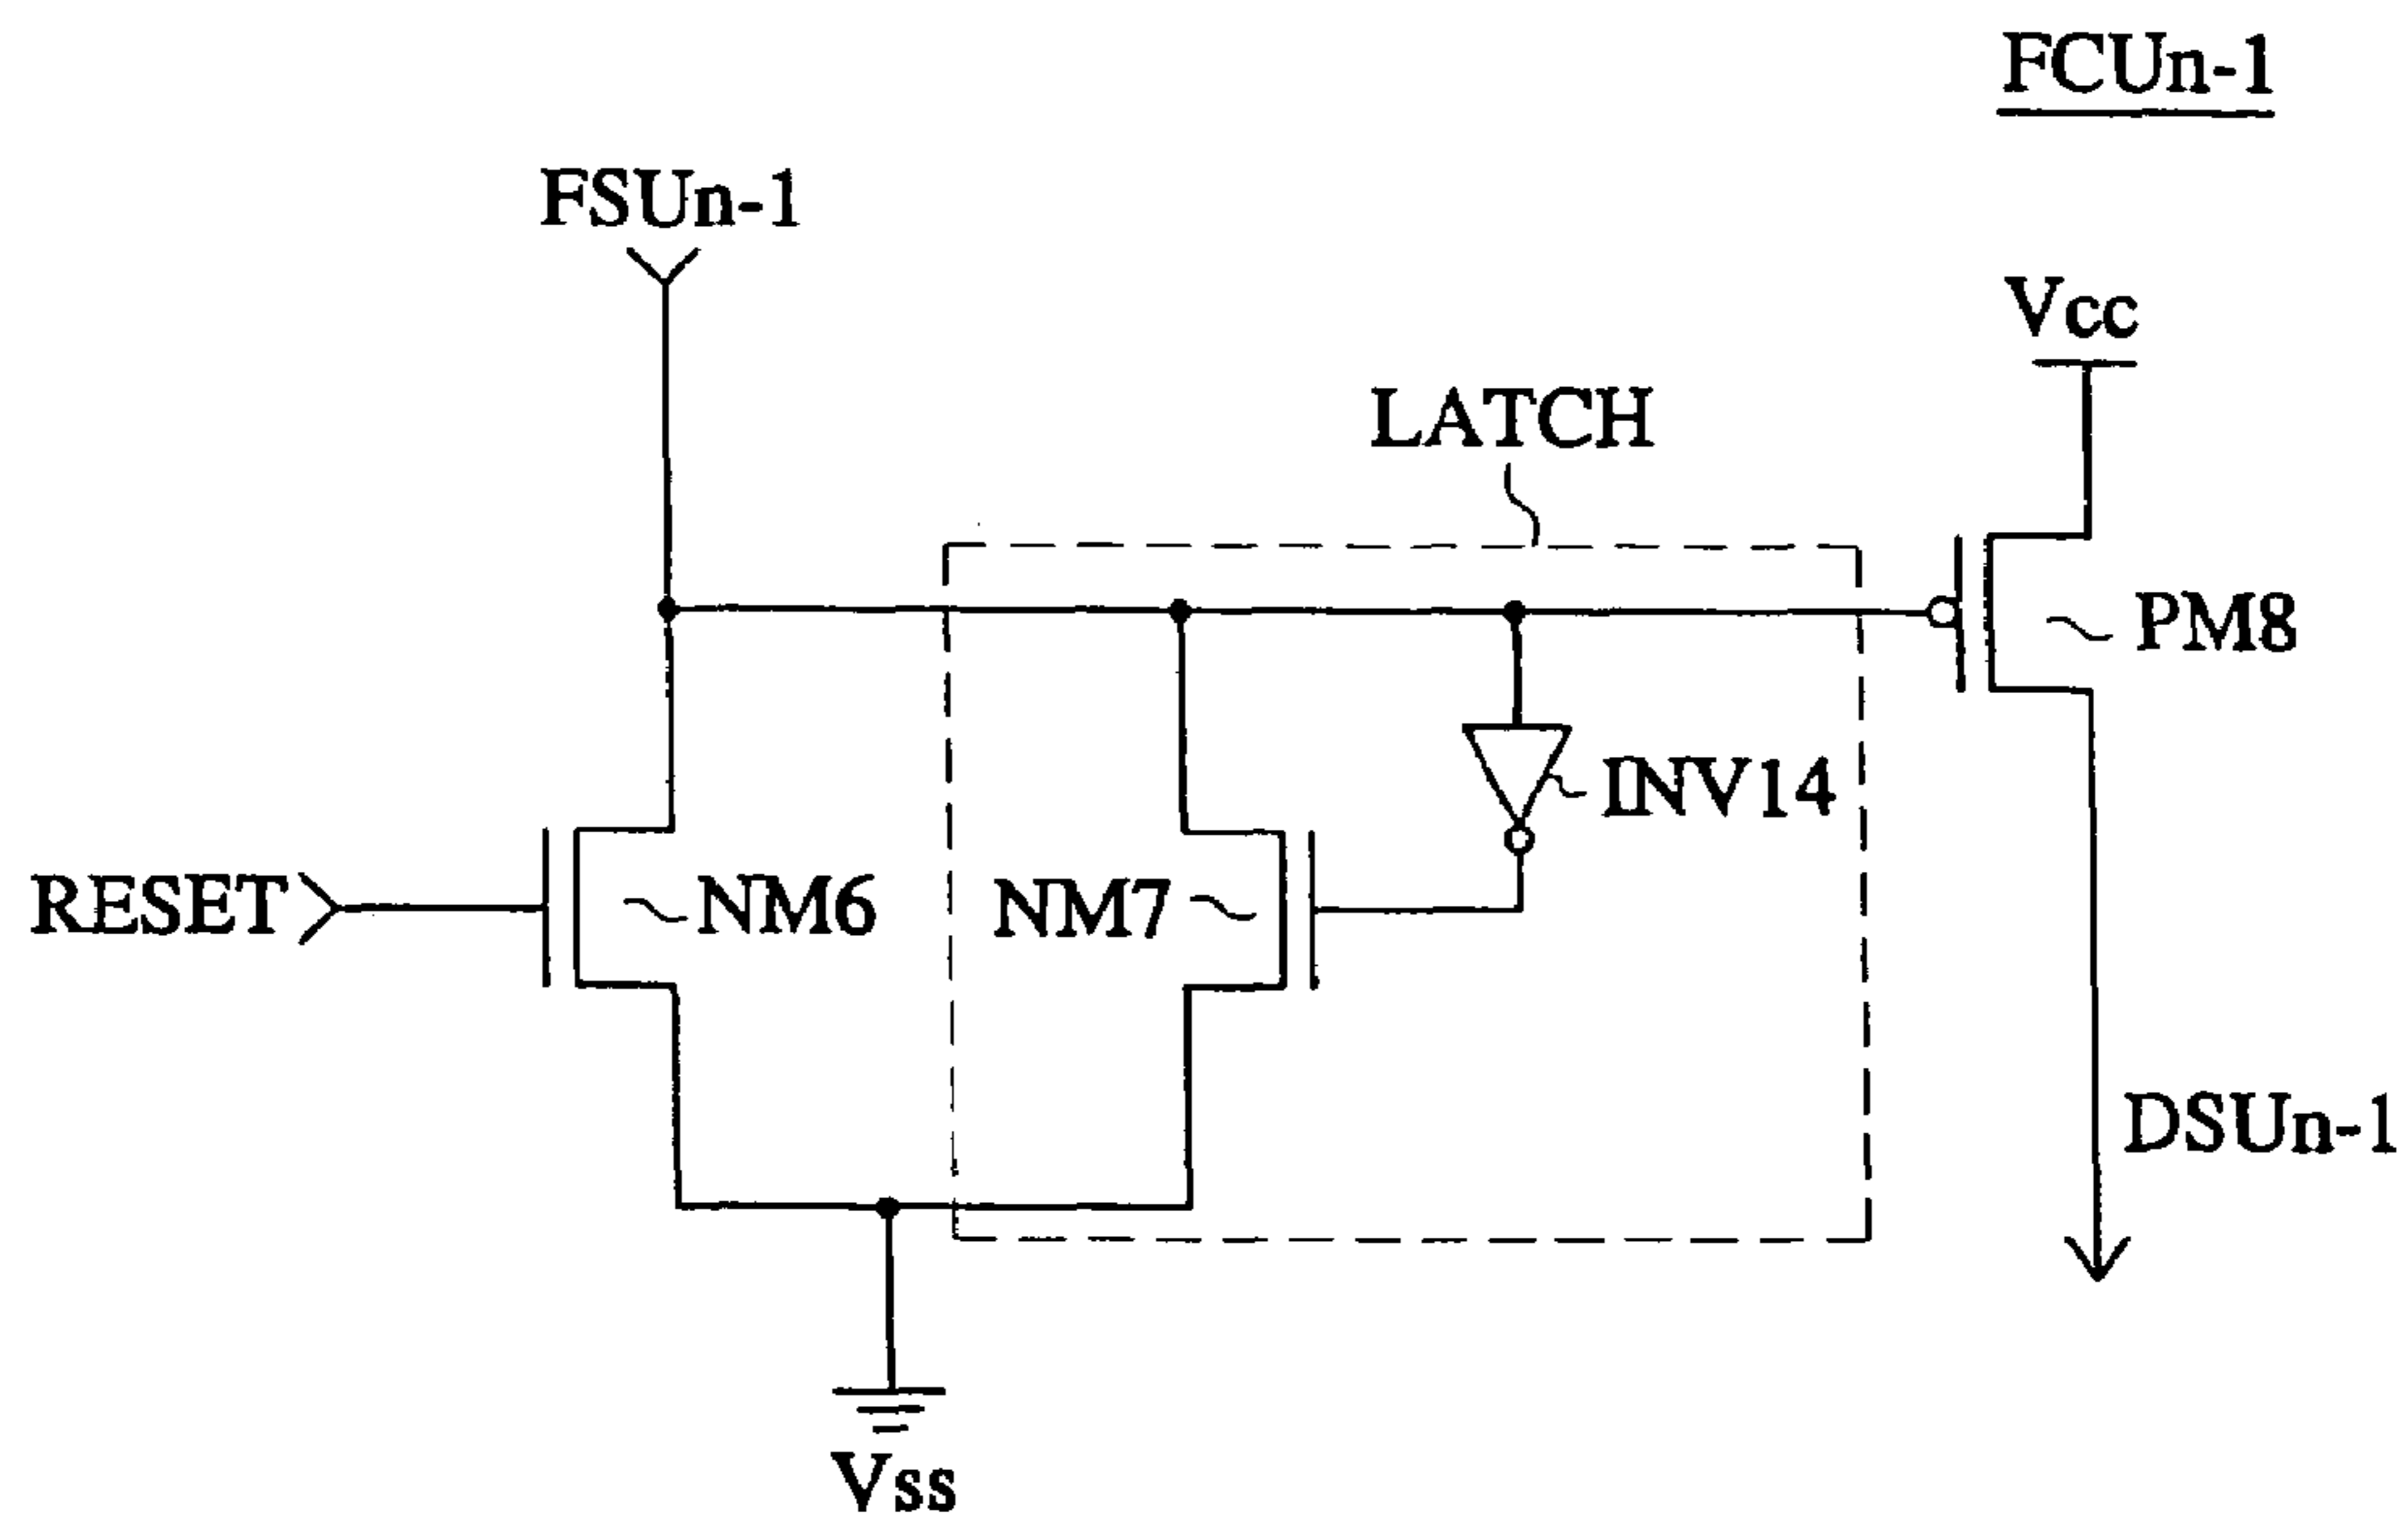 FCUn-1
FSUn-1
Vcc
LATCH
PM8
INV14
RESET
NM6
NM7
DSUn-1
Vss